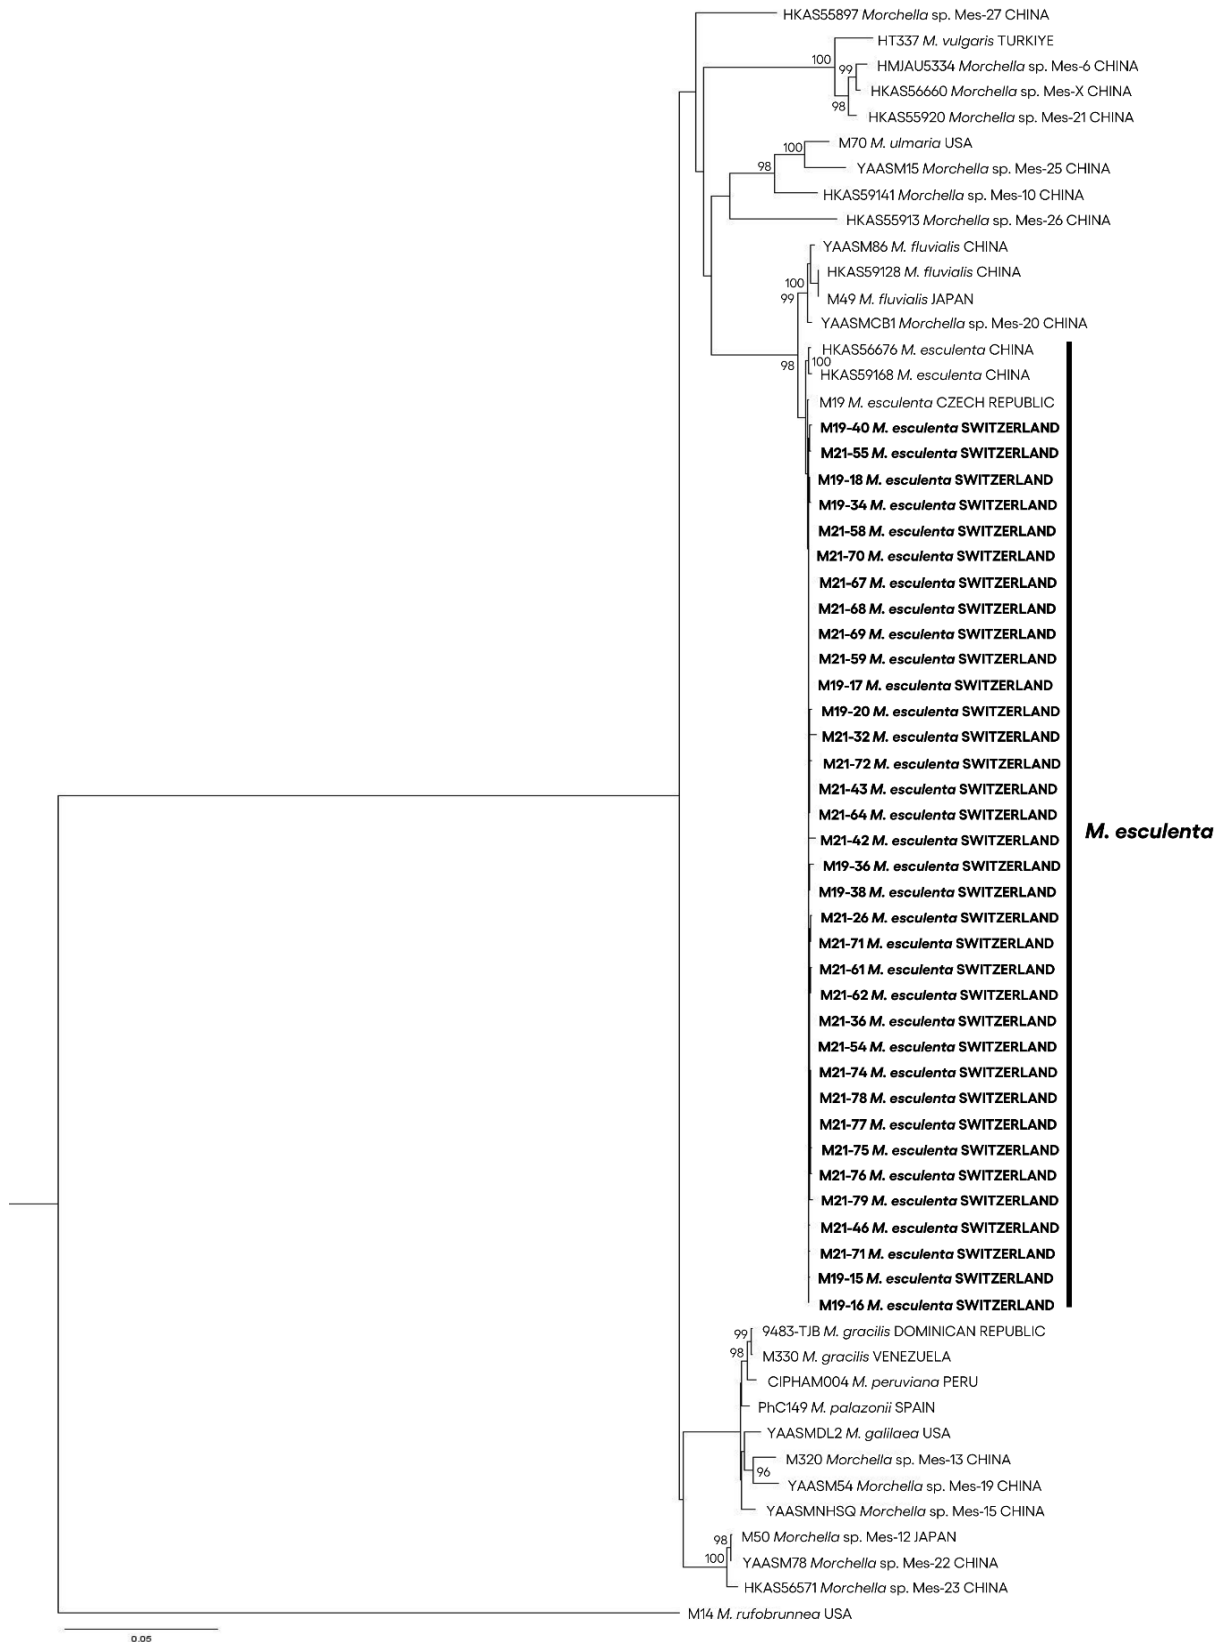 HKAS55897 Morchella sp. Mes-27 CHINA
HT337 M. vulgaris TURKIYE
100
HMJAU5334 Morchella sp. Mes-6 CHINA
99
HKAS56660 Morchella sp. Mes-X CHINA
98
HKAS55920 Morchella sp. Mes-21 CHINA
M70 M. ulmaria USA
100
98
YAASM15 Morchella sp. Mes-25 CHINA
HKAS59141 Morchella sp. Mes-10 CHINA
HKAS55913 Morchella sp. Mes-26 CHINA
YAASM86 M. fluvialis CHINA
HKAS59128 M. fluvialis CHINA
100
99
M49 M. fluvialis JAPAN
YAASMCB1 Morchella sp. Mes-20 CHINA
HKAS56676 M. esculenta CHINA
98
100
HKAS59168 M. esculenta CHINA
M19 M. esculenta CZECH REPUBLIC
M19-40 M. esculenta SWITZERLAND
M21-55 M. esculenta SWITZERLAND
M19-18 M. esculenta SWITZERLAND
M19-34 M. esculenta SWITZERLAND
M21-58 M. esculenta SWITZERLAND
M21-70 M. esculenta SWITZERLAND
M21-67 M. esculenta SWITZERLAND
M21-68 M. esculenta SWITZERLAND
M21-69 M. esculenta SWITZERLAND
M21-59 M. esculenta SWITZERLAND
M19-17 M. esculenta SWITZERLAND
M19-20 M. esculenta SWITZERLAND
M21-32 M. esculenta SWITZERLAND
M21-72 M. esculenta SWITZERLAND
M21-43 M. esculenta SWITZERLAND
M21-64 M. esculenta SWITZERLAND
M. esculenta
M21-42 M. esculenta SWITZERLAND
M19-36 M. esculenta SWITZERLAND
M19-38 M. esculenta SWITZERLAND
M21-26 M. esculenta SWITZERLAND
M21-71 M. esculenta SWITZERLAND
M21-61 M. esculenta SWITZERLAND
M21-62 M. esculenta SWITZERLAND
M21-36 M. esculenta SWITZERLAND
M21-54 M. esculenta SWITZERLAND
M21-74 M. esculenta SWITZERLAND
M21-78 M. esculenta SWITZERLAND
M21-77 M. esculenta SWITZERLAND
M21-75 M. esculenta SWITZERLAND
M21-76 M. esculenta SWITZERLAND
M21-79 M. esculenta SWITZERLAND
M21-46 M. esculenta SWITZERLAND
M21-71 M. esculenta SWITZERLAND
M19-15 M. esculenta SWITZERLAND
M19-16 M. esculenta SWITZERLAND
99
9483-TJB M. gracilis DOMINICAN REPUBLIC
98
M330 M. gracilis VENEZUELA
CIPHAM004 M. peruviana PERU
PhC149 M. palazonii SPAIN
YAASMDL2 M. galilaea USA
M320 Morchella sp. Mes-13 CHINA
96
YAASM54 Morchella sp. Mes-19 CHINA
YAASMNHSQ Morchella sp. Mes-15 CHINA
98
M50 Morchella sp. Mes-12 JAPAN
100
YAASM78 Morchella sp. Mes-22 CHINA
HKAS56571 Morchella sp. Mes-23 CHINA
M14 M. rufobrunnea USA
0.05